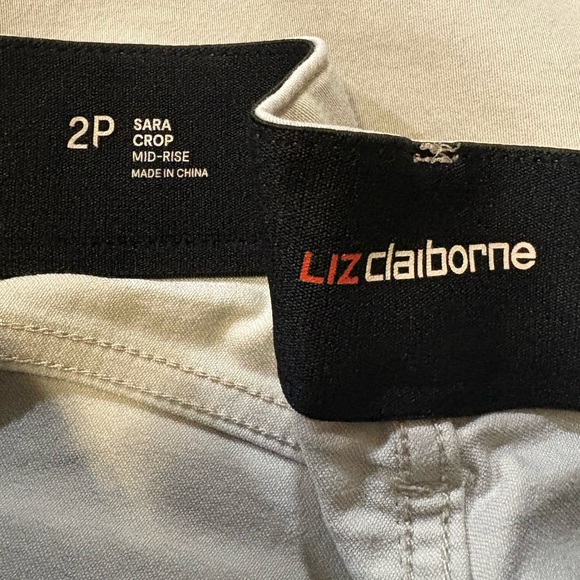 2P
SARA
CROP
MID-RISE
MADE IN CHINA
LIZ claiborne